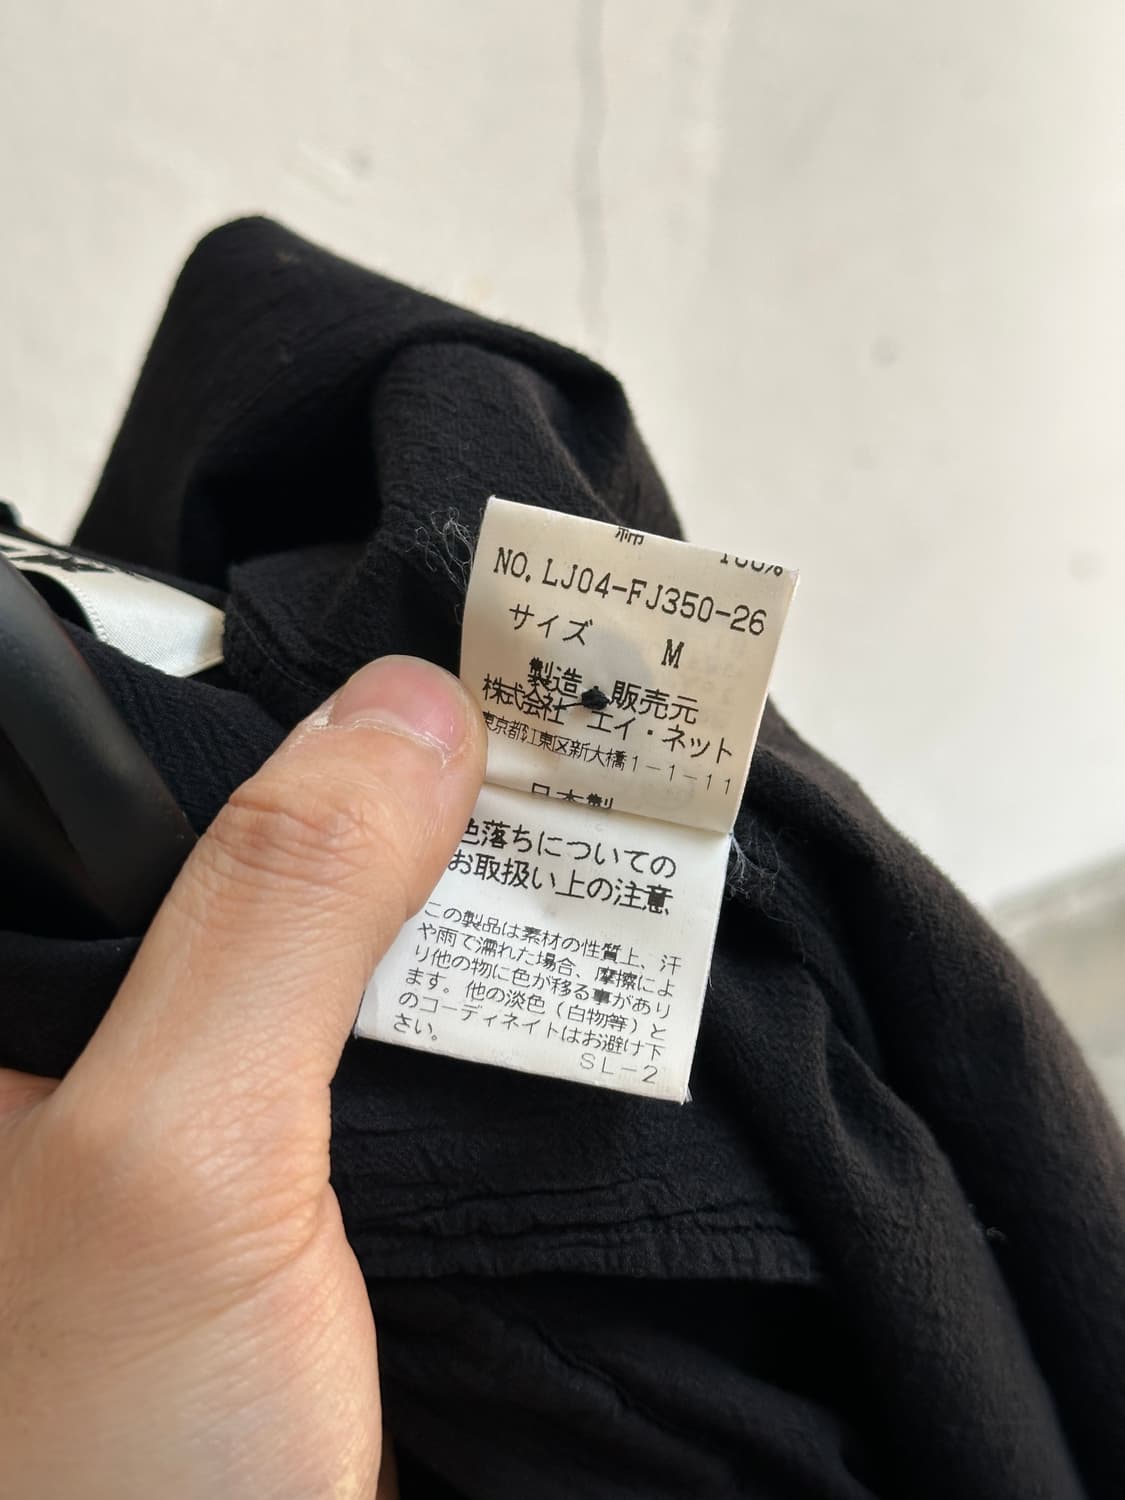 綿 100%
NO. LJ04-FJ350-26
サイズ M
製造・販売元
株式会社 エイ・ネット
東京都江東区新大橋1-1-11
日本製
色落ちについての
お取扱い上の注意
この製品は素材の性質上、汗
や雨で濡れた場合、摩擦によ
り他の物に色が移る事があり
ます。他の淡色(白物等)と
のコーディネイトはお避け下
さい。
SL-2